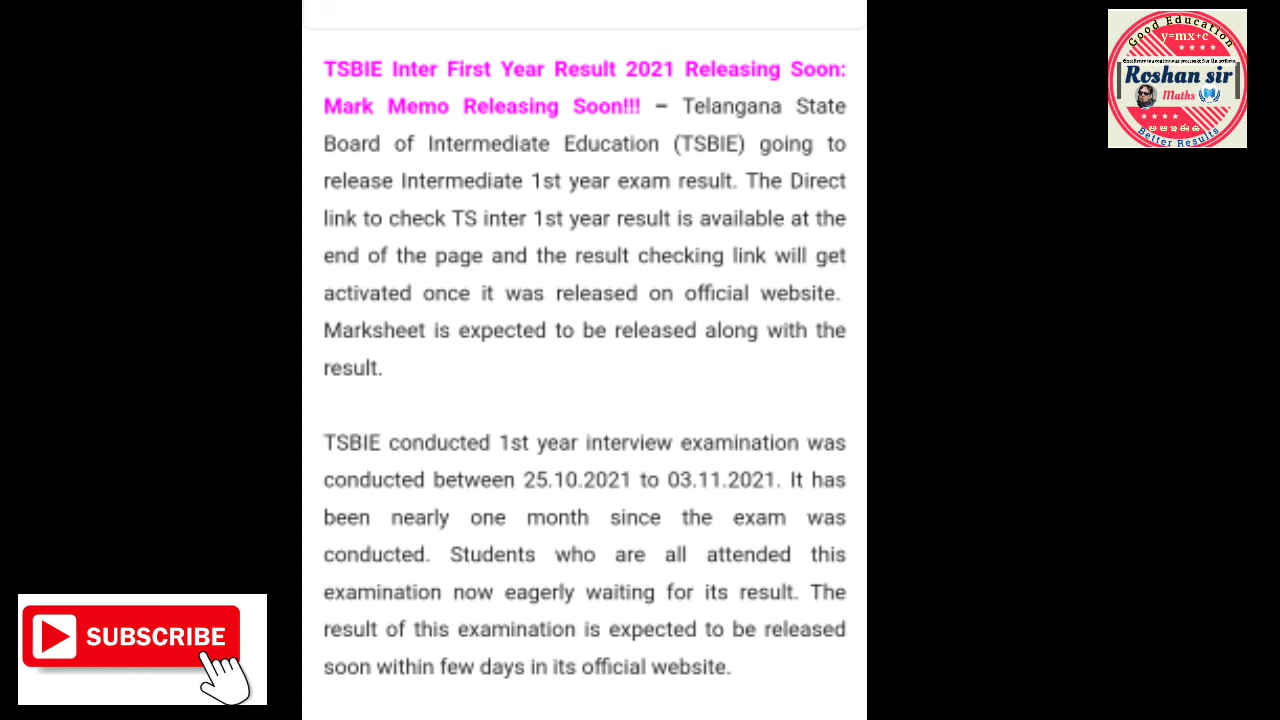 TSBIE Inter First Year Result 2021 Releasing Soon:
Mark Memo Releasing Soon!!! – Telangana State
Board of Intermediate Education (TSBIE) going to
release Intermediate 1st year exam result. The Direct
link to check TS inter 1st year result is available at the
end of the page and the result checking link will get
activated once it was released on official website.
Marksheet is expected to be released along with the
result.
TSBIE conducted 1st year interview examination was
conducted between 25.10.2021 to 03.11.2021. It has
been nearly one month since the exam was
conducted. Students who are all attended this
examination now eagerly waiting for its result. The
result of this examination is expected to be released
soon within few days in its official website.
Good Education
y=mx+c
Roshan sir
Maths
Better Results
SUBSCRIBE